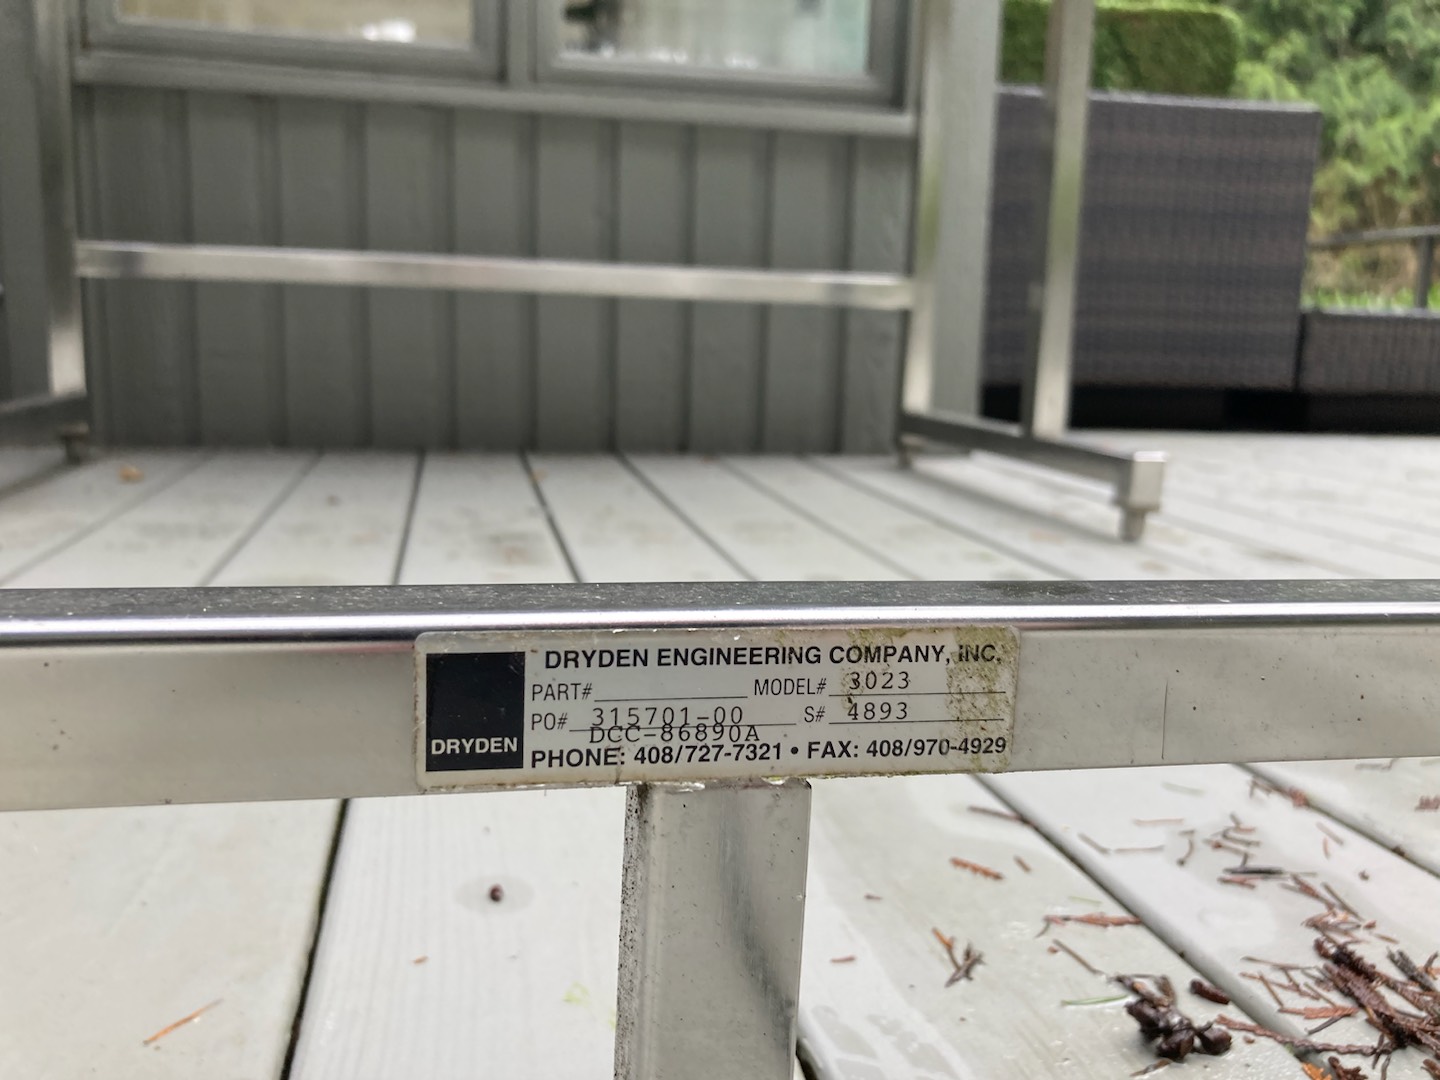 DRYDEN
DRYDEN ENGINEERING COMPANY, INC.
PART# MODEL# 3023
PO# 315701-00 S# 4893
DCC-86890A
PHONE: 408/727-7321 • FAX: 408/970-4929